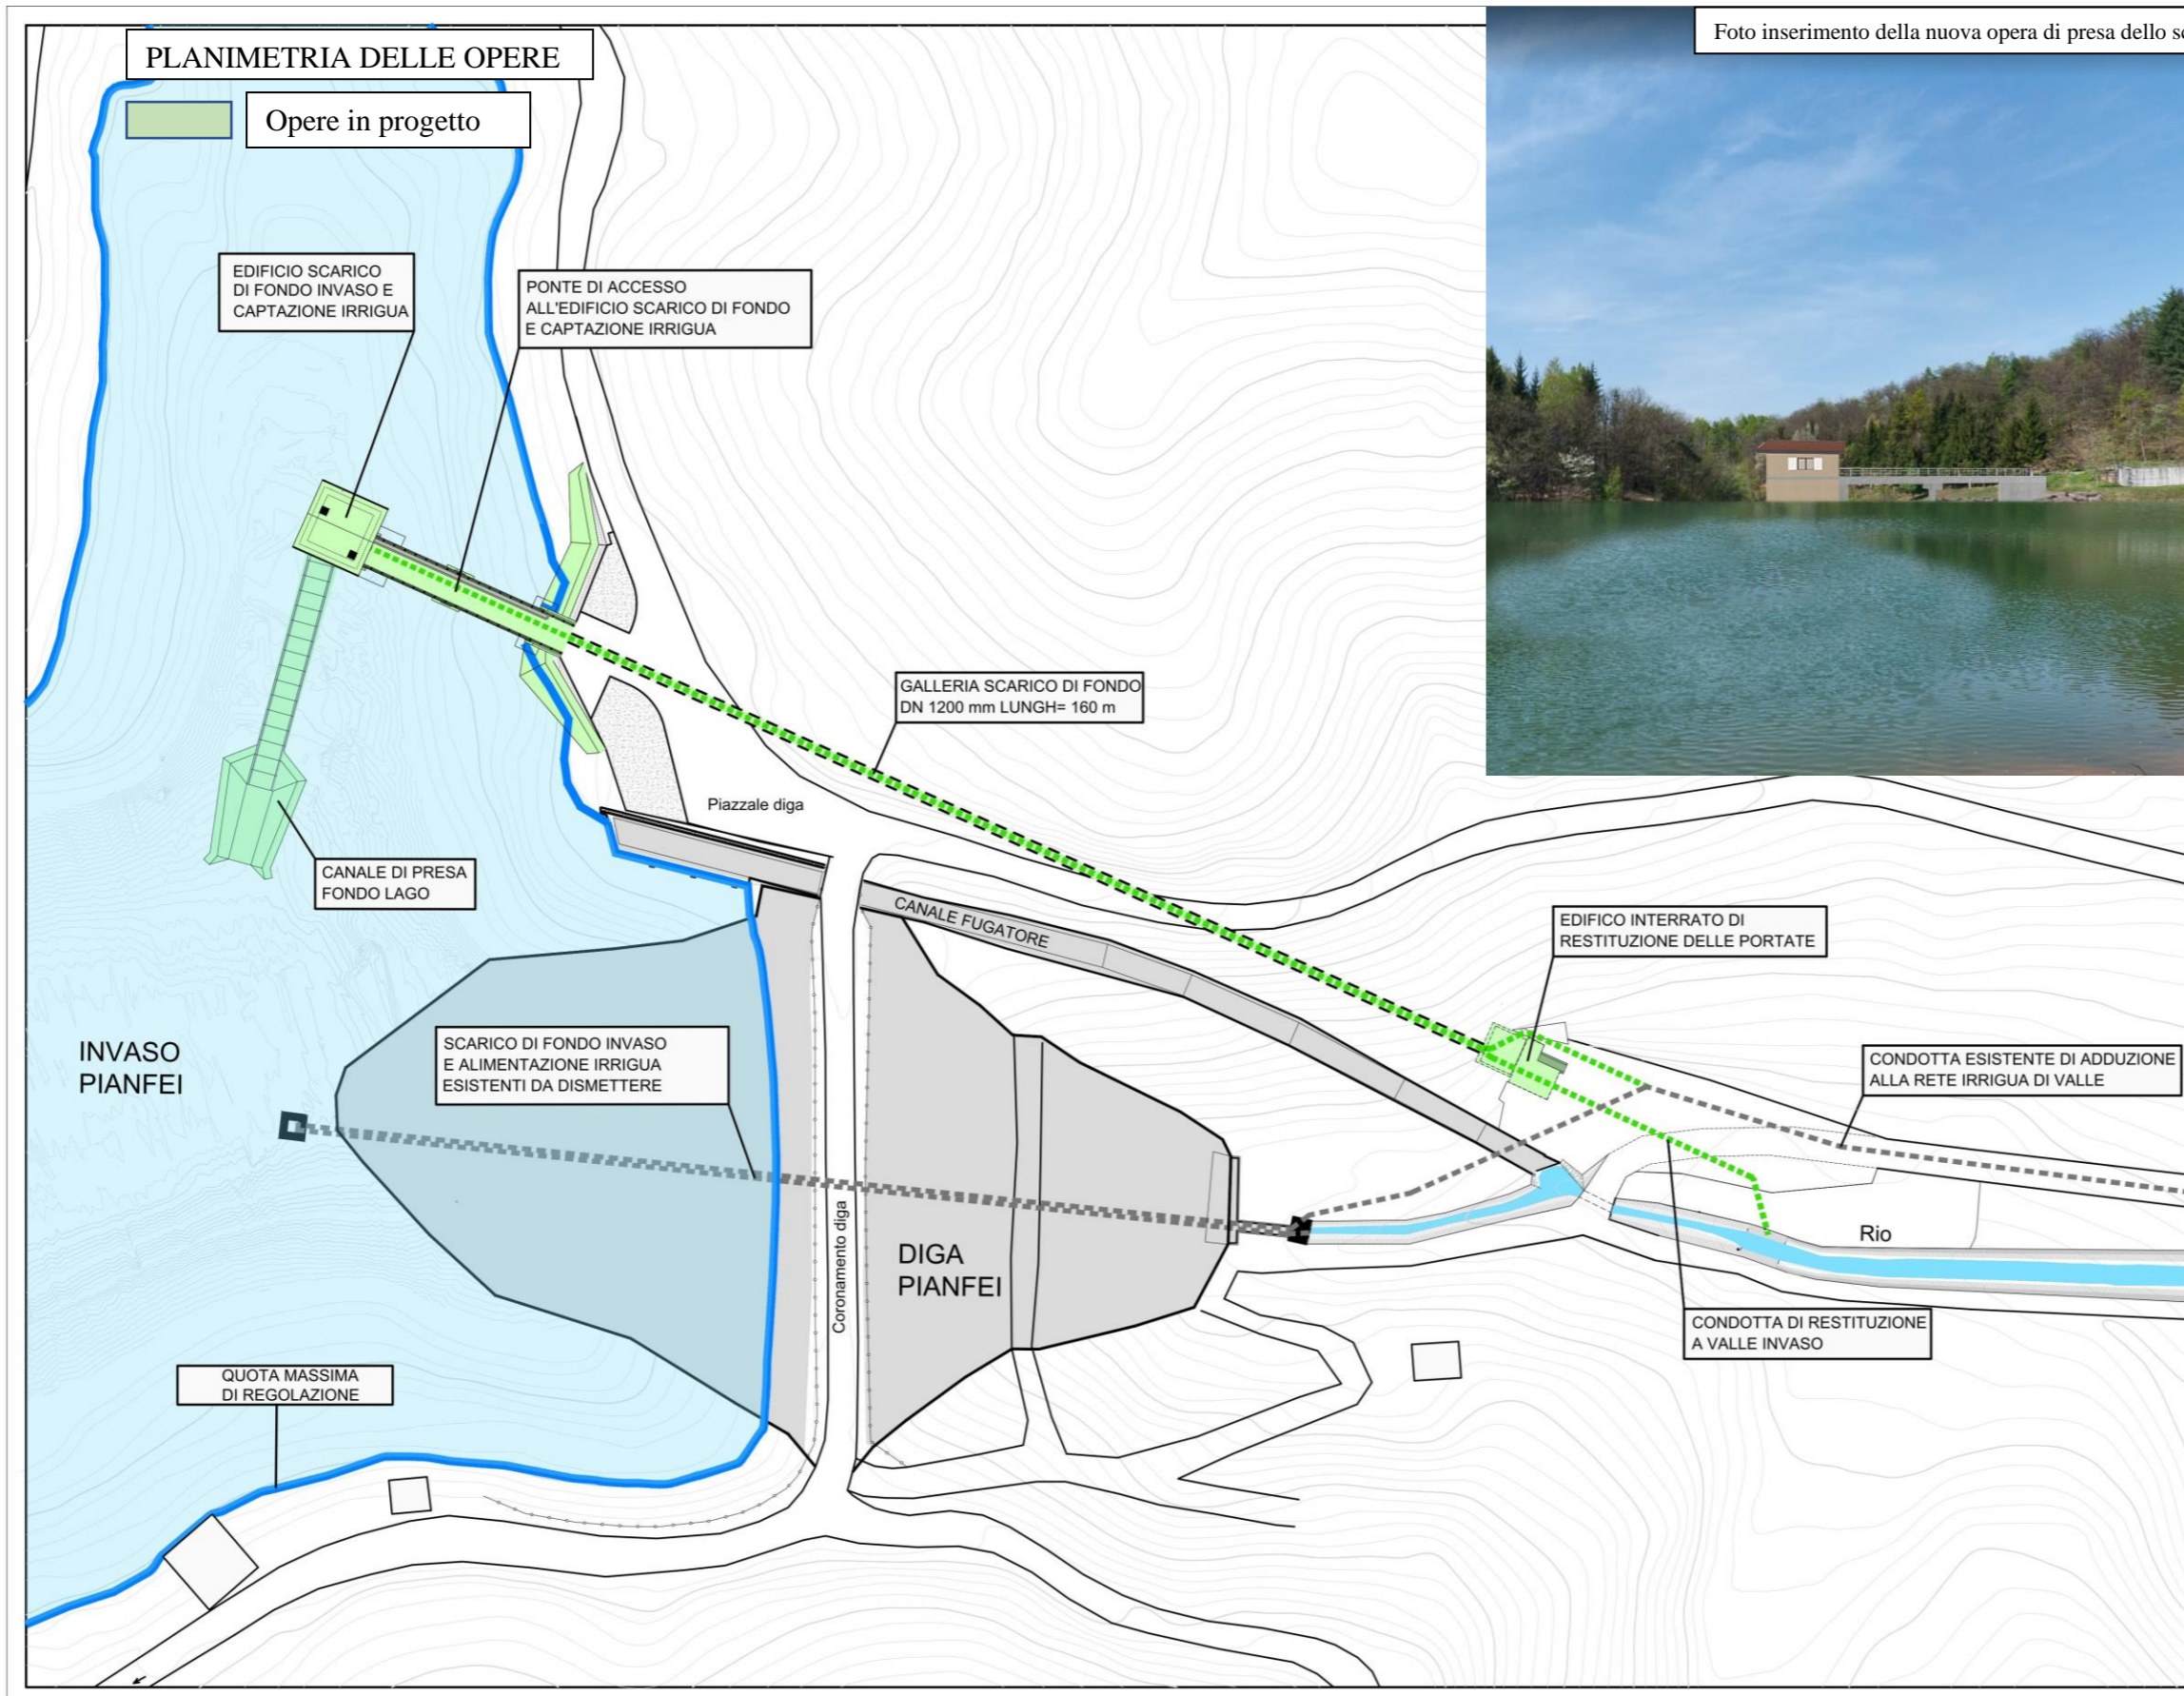 PLANIMETRIA DELLE OPERE
Opere in progetto
Foto inserimento della nuova opera di presa dello
EDIFICIO SCARICO
DI FONDO INVASO E
CAPTAZIONE IRRIGUA
PONTE DI ACCESSO
ALL'EDIFICIO SCARICO DI FONDO
E CAPTAZIONE IRRIGUA
GALLERIA SCARICO DI FONDO
DN 1200 mm LUNGH= 160 m
Piazzale diga
CANALE DI PRESA
FONDO LAGO
CANALE FUGATORE
EDIFICO INTERRATO DI
RESTITUZIONE DELLE PORTATE
INVASO
PIANFEI
SCARICO DI FONDO INVASO
E ALIMENTAZIONE IRRIGUA
ESISTENTI DA DISMETTERE
CONDOTTA ESISTENTE DI ADDUZIONE
ALLA RETE IRRIGUA DI VALLE
Coronamento diga
DIGA
PIANFEI
Rio
CONDOTTA DI RESTITUZIONE
A VALLE INVASO
QUOTA MASSIMA
DI REGOLAZIONE